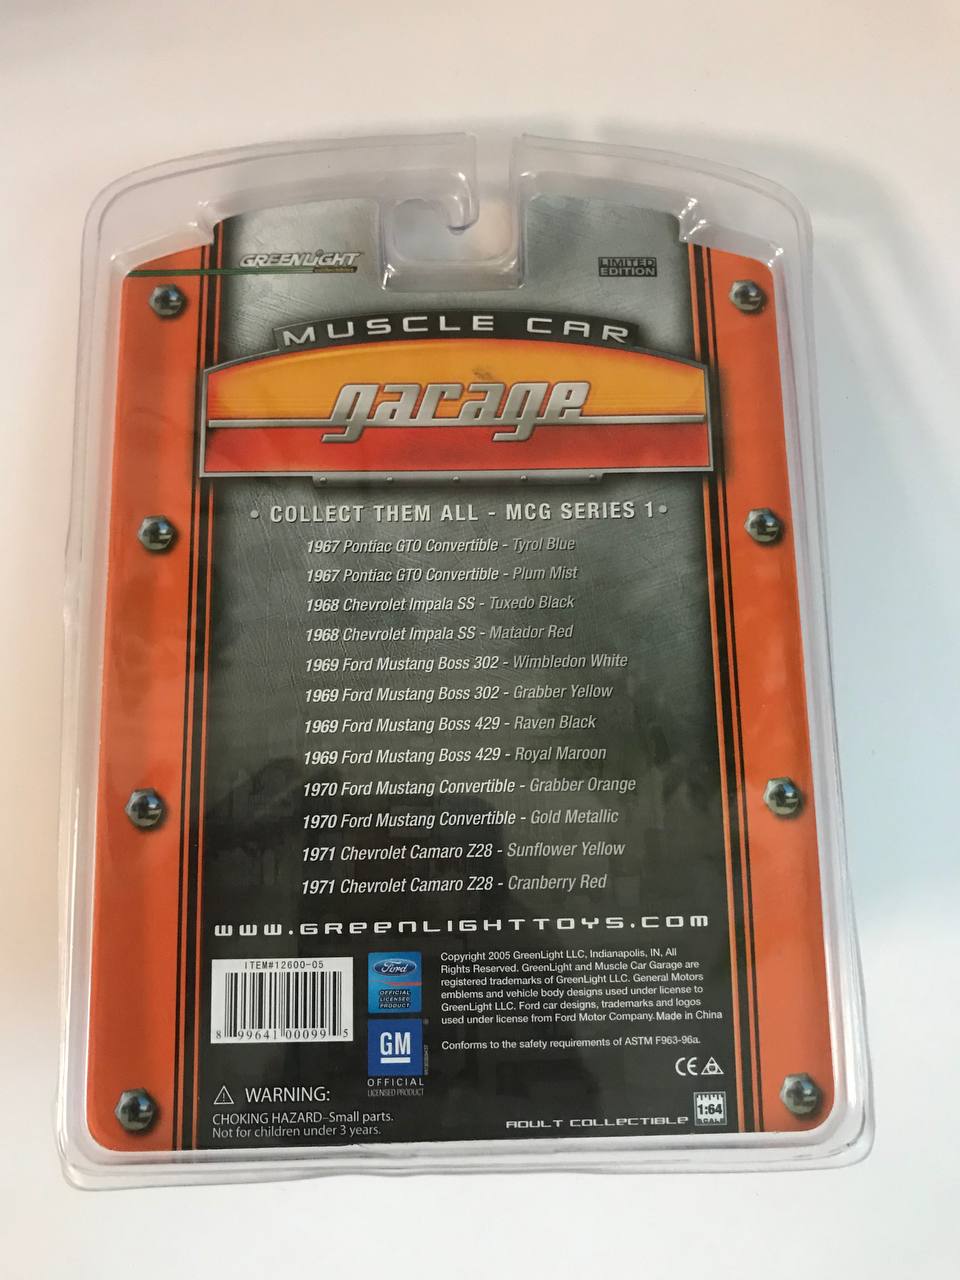 GREENLIGHT
LIMITED
EDITION
MUSCLE CAR
garage
• COLLECT THEM ALL - MCG SERIES 1 •
1967 Pontiac GTO Convertible - Tyrol Blue
1967 Pontiac GTO Convertible - Plum Mist
1968 Chevrolet Impala SS - Tuxedo Black
1968 Chevrolet Impala SS - Matador Red
1969 Ford Mustang Boss 302 - Wimbledon White
1969 Ford Mustang Boss 302 - Grabber Yellow
1969 Ford Mustang Boss 429 - Raven Black
1969 Ford Mustang Boss 429 - Royal Maroon
1970 Ford Mustang Convertible - Grabber Orange
1970 Ford Mustang Convertible - Gold Metallic
1971 Chevrolet Camaro Z28 - Sunflower Yellow
1971 Chevrolet Camaro Z28 - Cranberry Red
WWW.GREENLIGHTTOYS.COM
ITEM#12600-05
8 99641 00099 5
Ford
OFFICIAL
LICENSED
PRODUCT
GM
OFFICIAL
LICENSED PRODUCT
Copyright 2005 GreenLight LLC, Indianapolis, IN, All
Rights Reserved. GreenLight and Muscle Car Garage are
registered trademarks of GreenLight LLC. General Motors
emblems and vehicle body designs used under license to
GreenLight LLC. Ford car designs, trademarks and logos
used under license from Ford Motor Company. Made in China
Conforms to the safety requirements of ASTM F963-96a.
CE
WARNING:
CHOKING HAZARD–Small parts.
Not for children under 3 years.
ADULT COLLECTIBLE
1:64